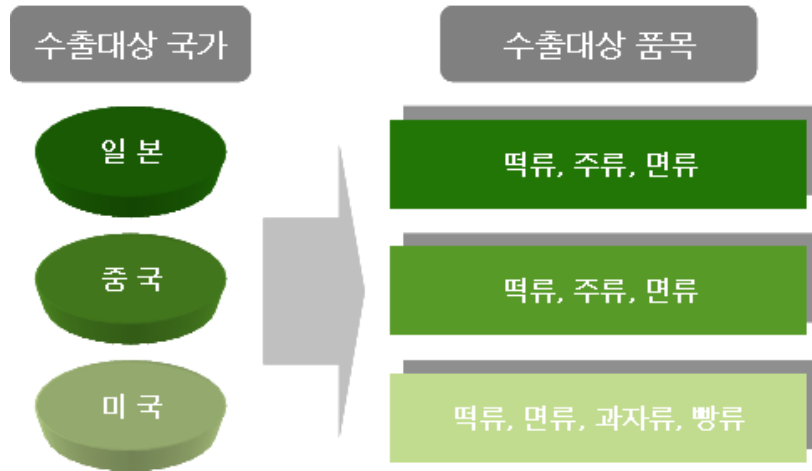 수출대상 국가
수출대상 품목
일 본
떡류, 주류, 면류
중 국
떡류, 주류, 면류
미 국
떡류, 면류, 과자류, 빵류